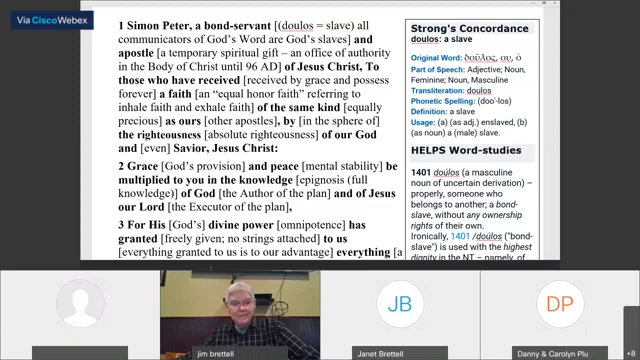 Via Cisco Webex
1 Simon Peter, a bond-servant [(doulos = slave) all
communicators of God's Word are God's slaves] and
apostle [a temporary spiritual gift – an office of authority
in the Body of Christ until 96 AD] of Jesus Christ, To
those who have received [received by grace and possess
forever] a faith [an "equal honor faith" referring to
inhale faith and exhale faith] of the same kind [equally
precious] as ours [other apostles], by [in the sphere of]
the righteousness [absolute righteousness] of our God
and [even] Savior, Jesus Christ:
2 Grace [God's provision] and peace [mental stability] be
multiplied to you in the knowledge [epignosis (full
knowledge)] of God [the Author of the plan] and of Jesus
our Lord [the Executor of the plan],
3 For His [God's] divine power [omnipotence] has
granted [freely given; no strings attached] to us
[everything granted to us is to our advantage] everything [a
Strong's Concordance
doulos: a slave
Original Word: δοῦλος, ου, ὁ
Part of Speech: Adjective; Noun,
Feminine; Noun, Masculine
Transliteration: doulos
Phonetic Spelling: (doo'-los)
Definition: a slave
Usage: (a) (as adj.) enslaved, (b)
(as noun) a (male) slave.
HELPS Word-studies
1401 doúlos (a masculine
noun of uncertain derivation) –
properly, someone who
belongs to another; a bond-
slave, without any ownership
rights of their own.
Ironically, 1401 /doúlos ("bond-
slave") is used with the highest
dignity in the NT – namely, of
jim brettell
JB
Janet Brettell
DP
Danny & Carolyn Plu
+8